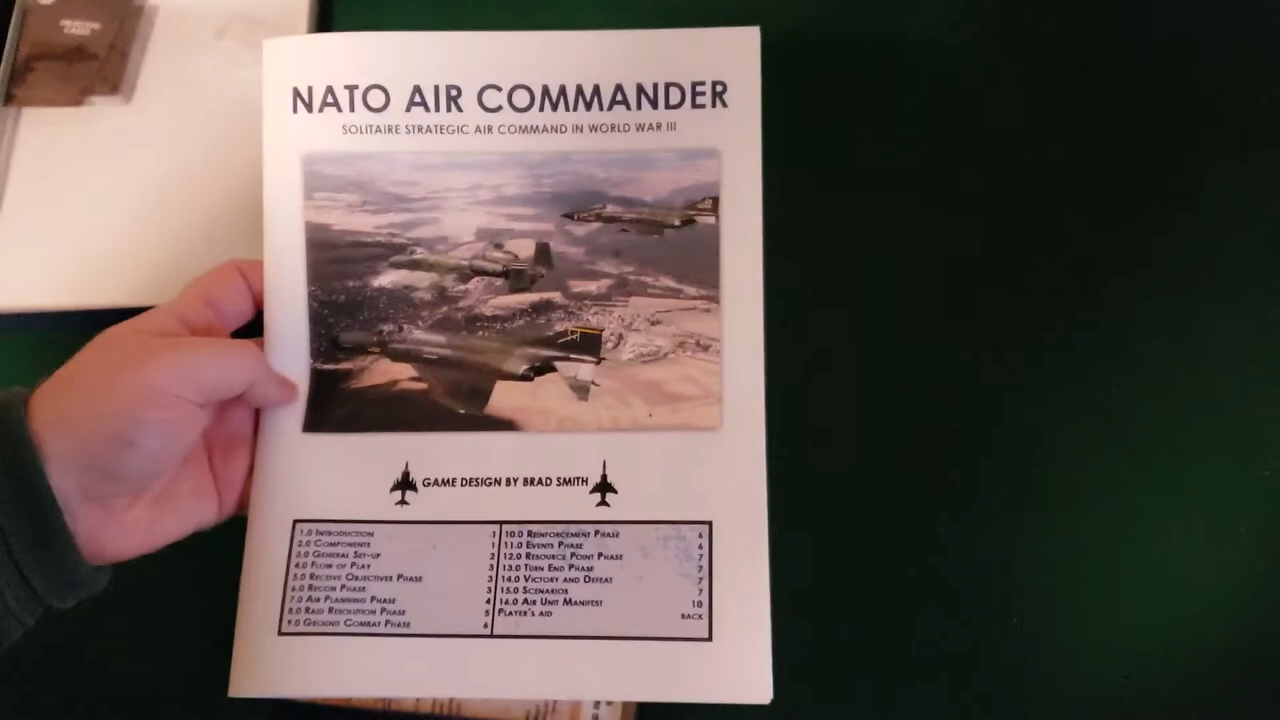 OBJECTIVE
CARDS
NATO AIR COMMANDER
SOLITAIRE STRATEGIC AIR COMMAND IN WORLD WAR III
GAME DESIGN BY BRAD SMITH
1.0 INTRODUCTION 1
2.0 COMPONENTS 1
3.0 GENERAL SET-UP 2
4.0 FLOW OF PLAY 3
5.0 RECEIVE OBJECTIVES PHASE 3
6.0 RECON PHASE 3
7.0 AIR PLANNING PHASE 4
8.0 RAID RESOLUTION PHASE 5
9.0 GROUND COMBAT PHASE 6
10.0 REINFORCEMENT PHASE 6
11.0 EVENTS PHASE 6
12.0 RESOURCE POINT PHASE 7
13.0 TURN END PHASE 7
14.0 VICTORY AND DEFEAT 7
15.0 SCENARIOS 7
16.0 AIR UNIT MANIFEST 10
PLAYER'S AID BACK